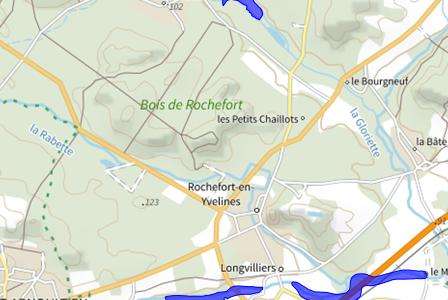 102
le Bourgneuf
Bois de Rochefort
les Petits Chaillots
la Rabette
la Gloriette
la Bâte
Rochefort-en-
Yvelines
123
91
Longvilliers
le M